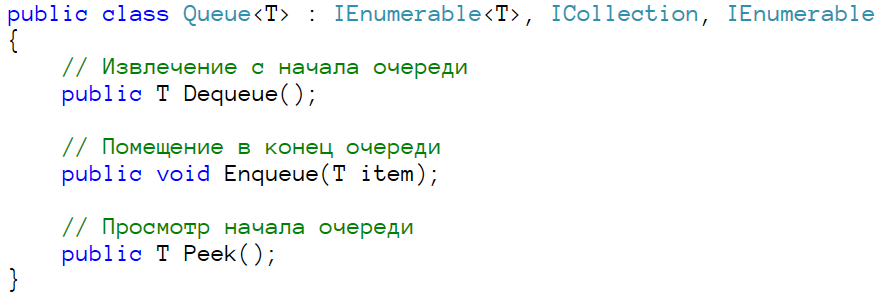 public class Queue<T> : IEnumerable<T>, ICollection, IEnumerable
{
    // Извлечение с начала очереди
    public T Dequeue();

    // Помещение в конец очереди
    public void Enqueue(T item);

    // Просмотр начала очереди
    public T Peek();
}